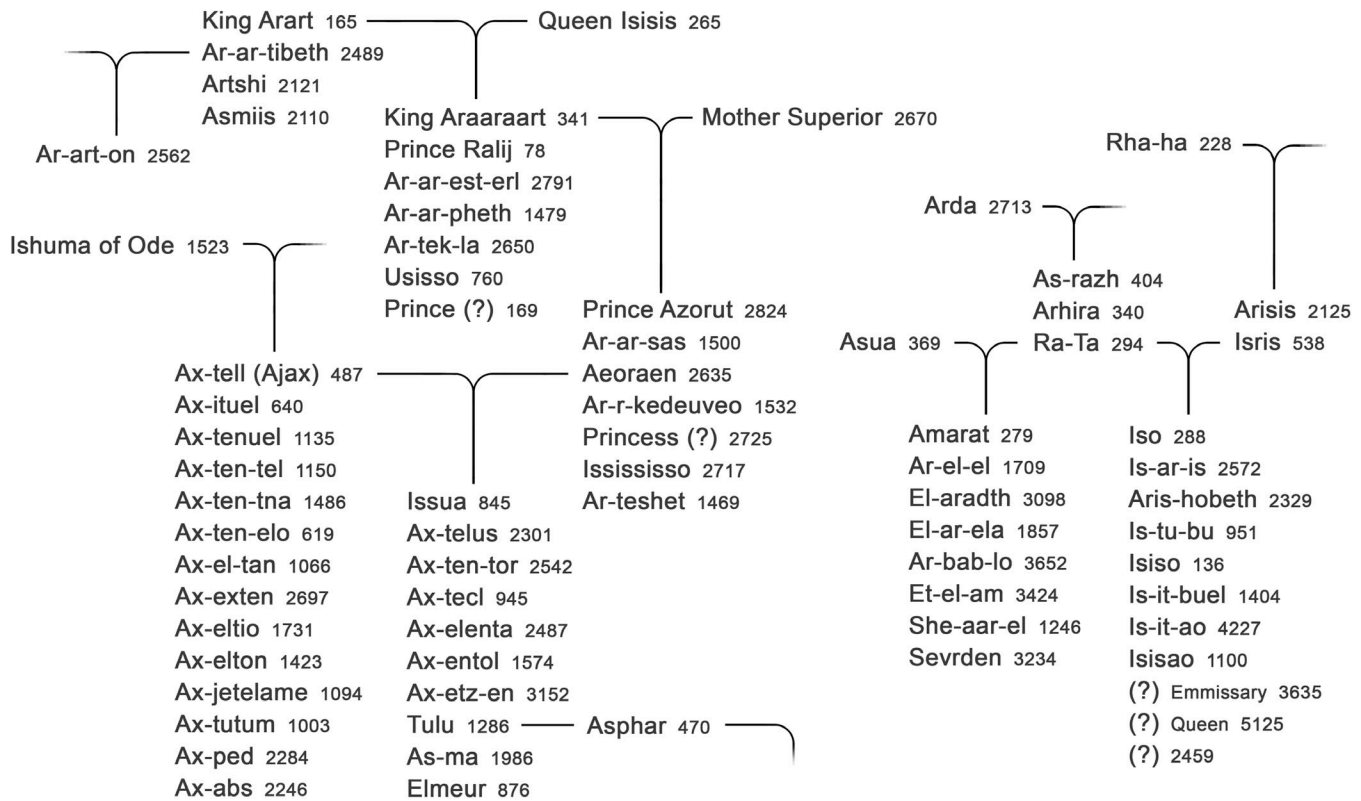 King Arart 165
Queen Isisis 265
Ar-ar-tibeth 2489
Artshi 2121
Asmiis 2110
Ar-art-on 2562
King Araaraart 341
Mother Superior 2670
Prince Ralij 78
Ar-ar-est-erl 2791
Ar-ar-pheth 1479
Ar-tek-la 2650
Usisso 760
Prince (?) 169
Rha-ha 228
Arda 2713
Ishuma of Ode 1523
As-razh 404
Arhira 340
Ra-Ta 294
Arisis 2125
Isris 538
Asua 369
Prince Azorut 2824
Ar-ar-sas 1500
Aeoraen 2635
Ar-r-kedeuveo 1532
Princess (?) 2725
Issississo 2717
Ar-teshet 1469
Ax-tell (Ajax) 487
Ax-ituel 640
Ax-tenuel 1135
Ax-ten-tel 1150
Ax-ten-tna 1486
Ax-ten-elo 619
Ax-el-tan 1066
Ax-exten 2697
Ax-eltio 1731
Ax-elton 1423
Ax-jetelame 1094
Ax-tutum 1003
Ax-ped 2284
Ax-abs 2246
Issua 845
Ax-telus 2301
Ax-ten-tor 2542
Ax-tecl 945
Ax-elenta 2487
Ax-entol 1574
Ax-etz-en 3152
Tulu 1286
Asphar 470
As-ma 1986
Elmeur 876
Amarat 279
Ar-el-el 1709
El-aradth 3098
El-ar-ela 1857
Ar-bab-lo 3652
Et-el-am 3424
She-aar-el 1246
Sevrden 3234
Iso 288
Is-ar-is 2572
Aris-hobeth 2329
Is-tu-bu 951
Isiso 136
Is-it-buel 1404
Is-it-ao 4227
Isisao 1100
(?) Emmissary 3635
(?) Queen 5125
(?) 2459